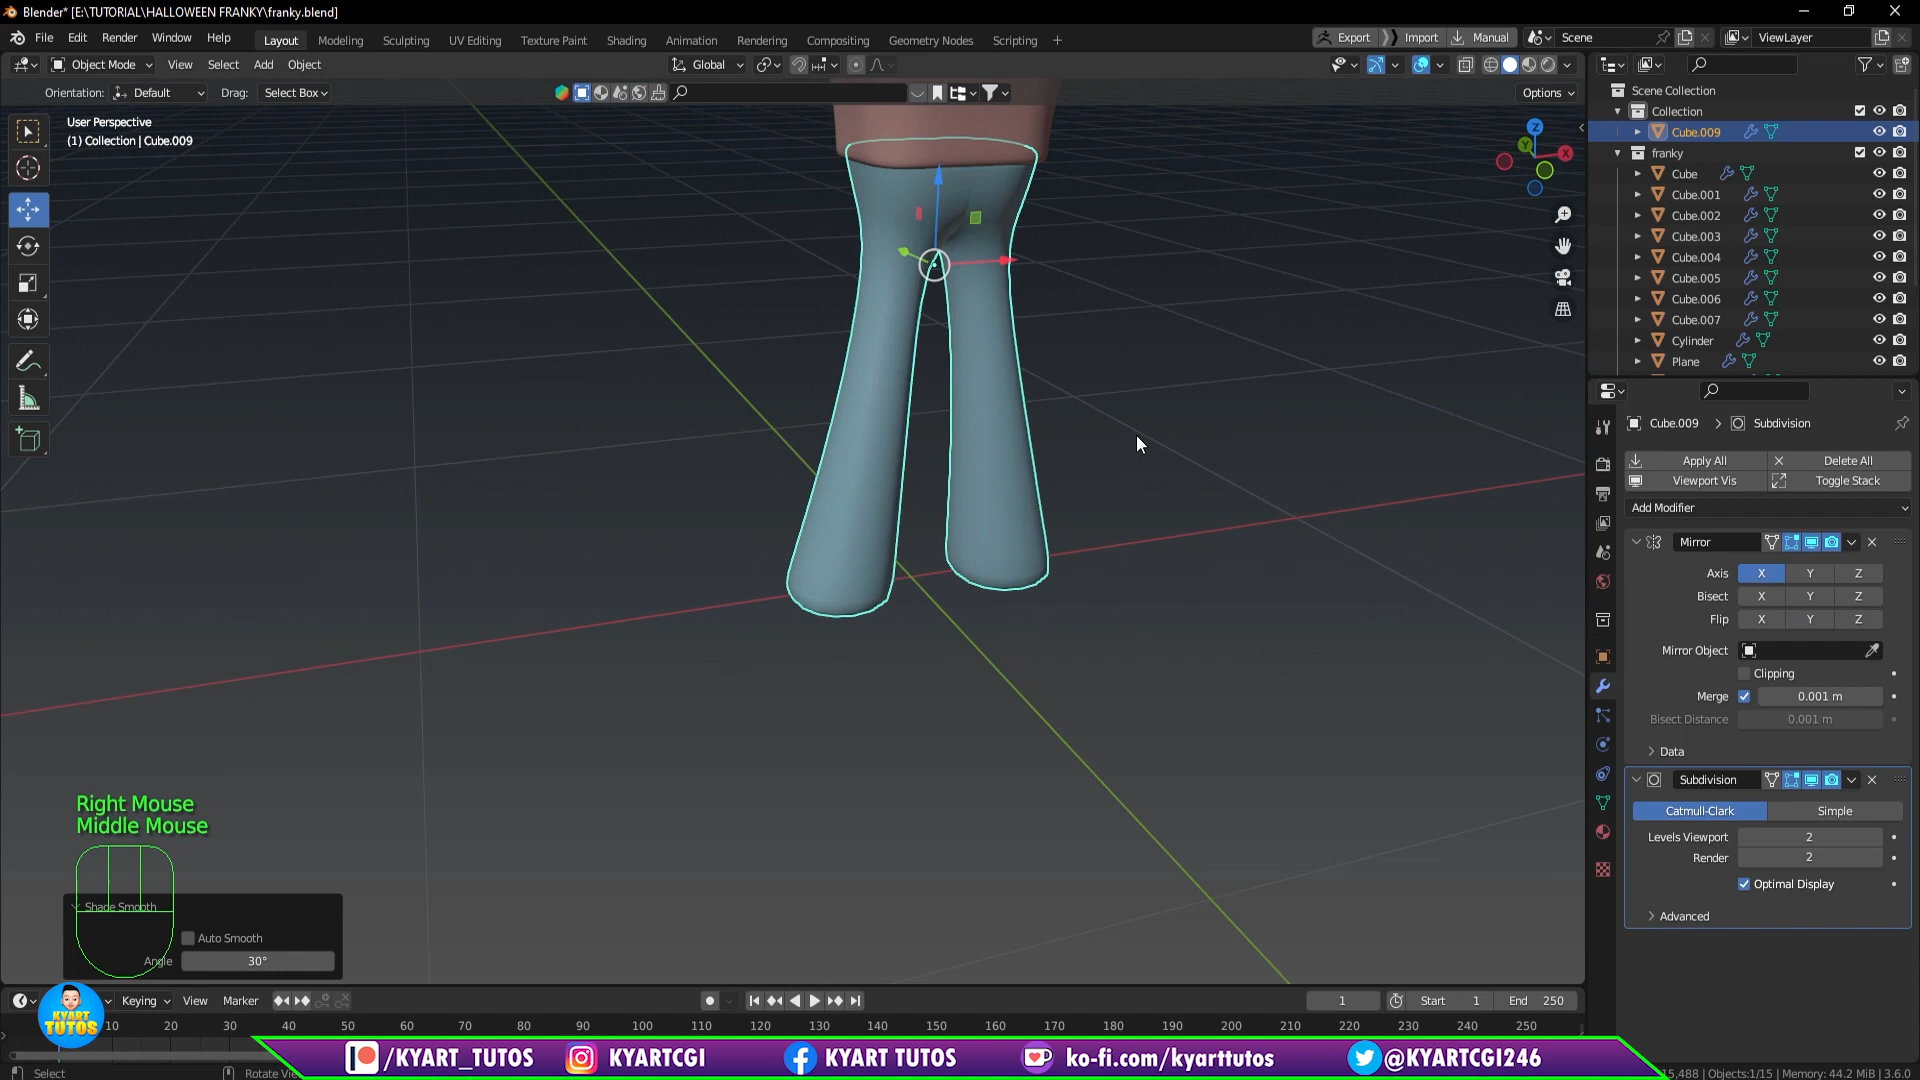 Blender* [E:\TUTORIAL\HALLOWEEN FRANKY\franky.blend]
File Edit Render Window Help Layout Modeling Sculpting UV Editing Texture Paint Shading Animation Rendering Compositing Geometry Nodes Scripting + Export Import Manual Scene ViewLayer
Object Mode View Select Add Object Global
Orientation: Default Drag: Select Box Options
User Perspective
(1) Collection | Cube.009
Z
Y
X
Scene Collection
Collection
Cube.009
franky
Cube
Cube.001
Cube.002
Cube.003
Cube.004
Cube.005
Cube.006
Cube.007
Cylinder
Plane
Cube.009 > Subdivision
Apply All Delete All
Viewport Vis Toggle Stack
Add Modifier
Mirror
Axis X Y Z
Bisect X Y Z
Flip X Y Z
Mirror Object
Clipping
Merge 0.001 m
Bisect Distance 0.001 m
Data
Subdivision
Catmull-Clark Simple
Levels Viewport 2
Render 2
Optimal Display
Advanced
Right Mouse
Middle Mouse
Shade Smooth
Auto Smooth
Angle 30°
Keying View Marker 1 Start 1 End 250
KYART TUTOS
10 20 30 40 50 60 70 80 90 100 110 120 130 140 150 160 170 180 190 200 210 220 230 240 250
/KYART_TUTOS KYARTCGI KYART TUTOS ko-fi.com/kyarttutos @KYARTCGI246
Select Rotate Vie 15,488 | Objects:1/15 | Memory: 44.2 MiB | 3.6.0